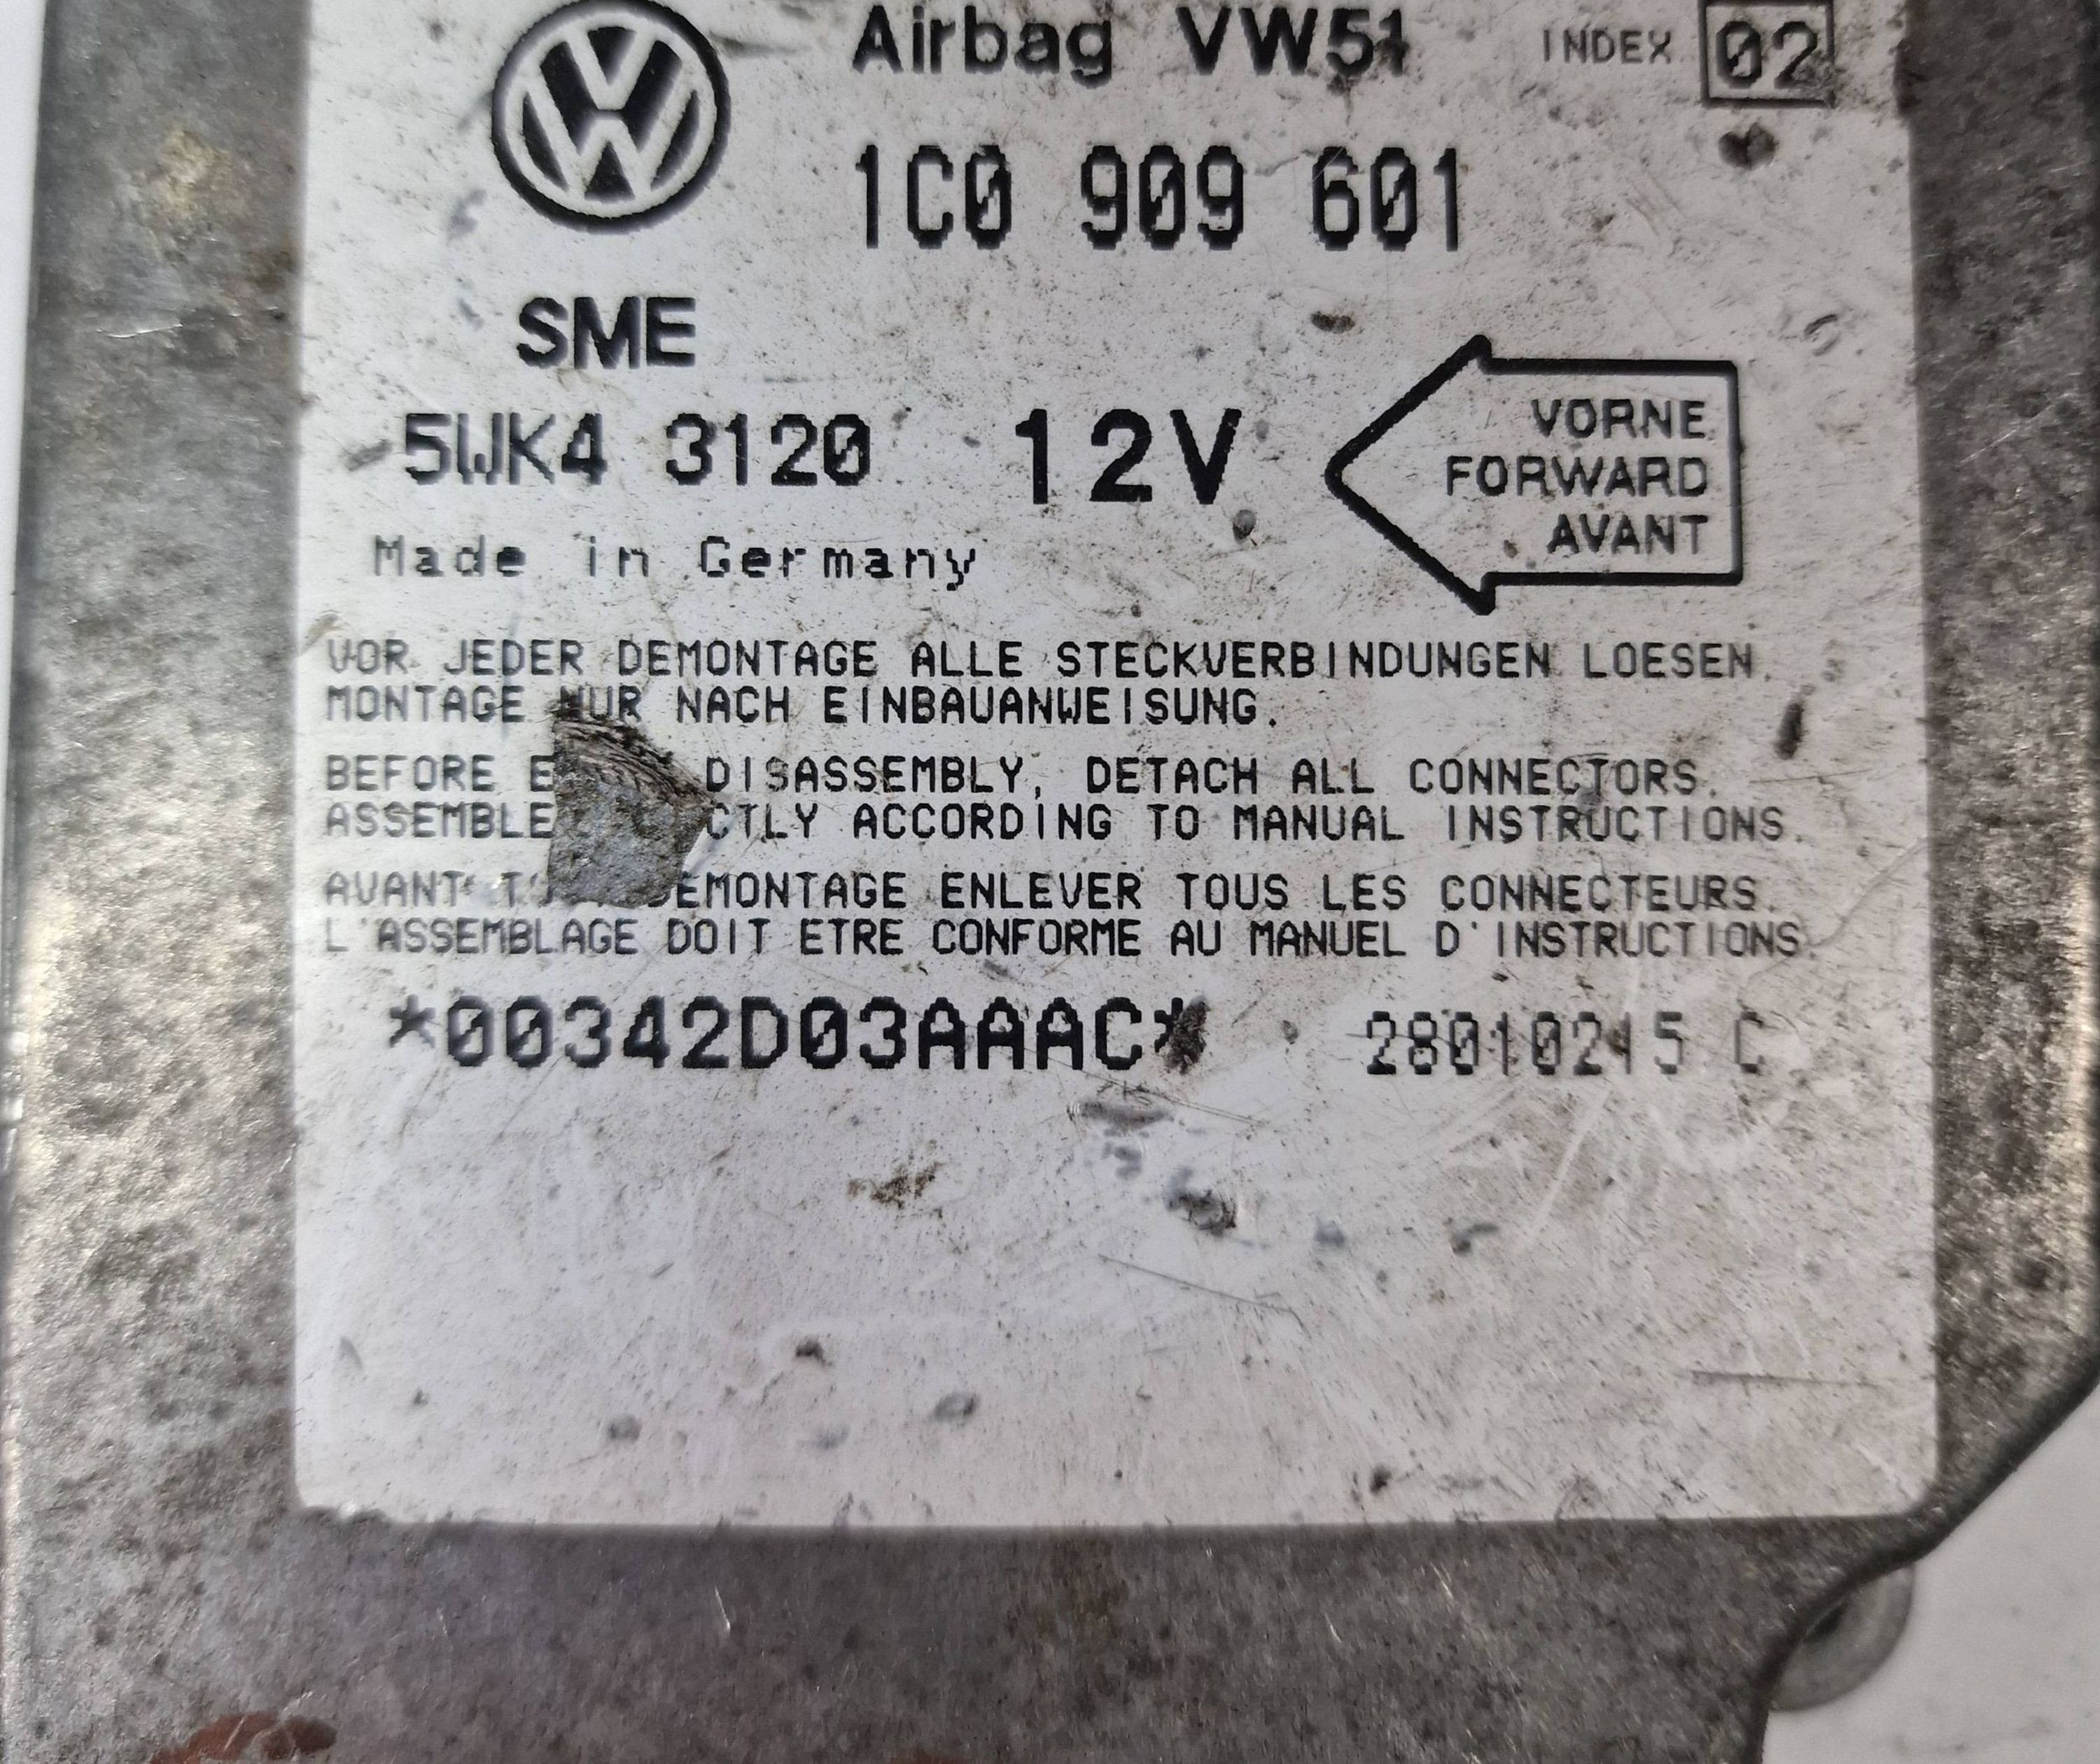 Airbag VW51 INDEX 02
1C0 909 601
SME
5WK4 3120 12V
VORNE
FORWARD
AVANT
Made in Germany
VOR JEDER DEMONTAGE ALLE STECKVERBINDUNGEN LOESEN.
MONTAGE NUR NACH EINBAUANWEISUNG.
BEFORE DISASSEMBLY, DETACH ALL CONNECTORS.
ASSEMBLE ACCORDING TO MANUAL INSTRUCTIONS.
AVANT ENLEVER TOUS LES CONNECTEURS.
L'ASSEMBLAGE DOIT ETRE CONFORME AU MANUEL D'INSTRUCTIONS.
*00342D03AAAC* 28010215 C